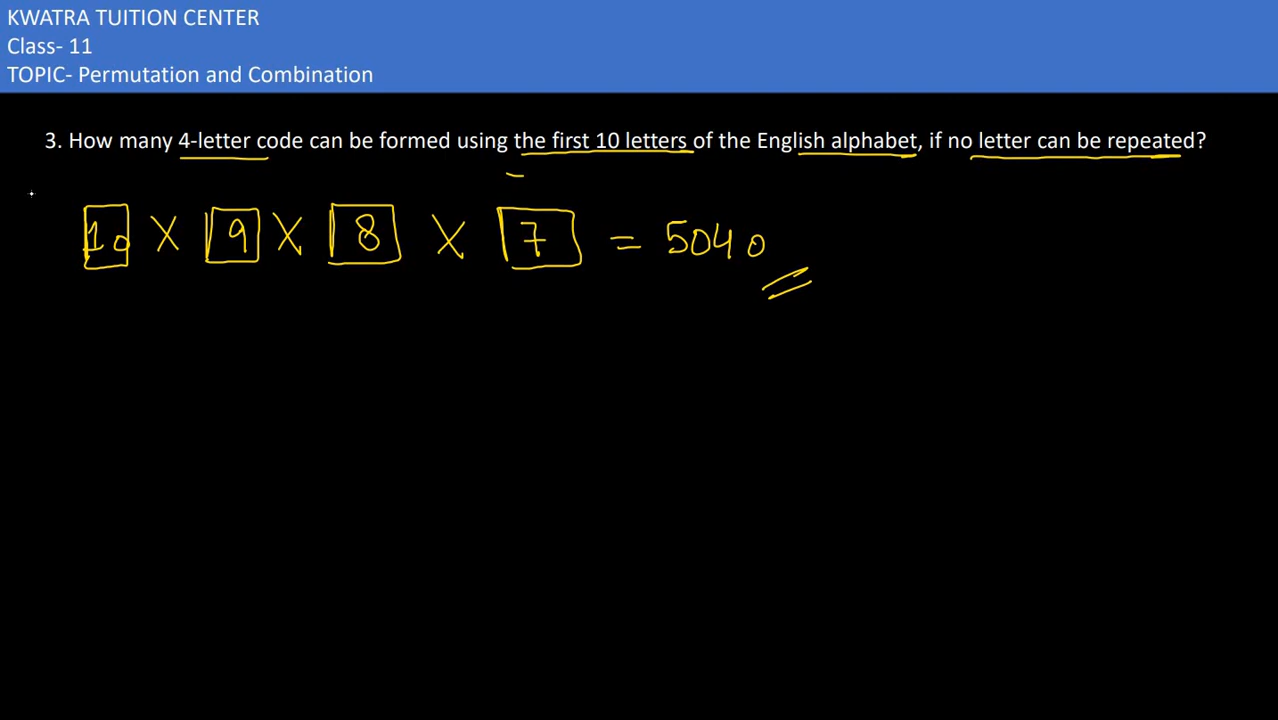 KWATRA TUITION CENTER
Class- 11
TOPIC- Permutation and Combination
3. How many 4-letter code can be formed using the first 10 letters of the English alphabet, if no letter can be repeated?
10 X 9 X 8 X 7 = 5040